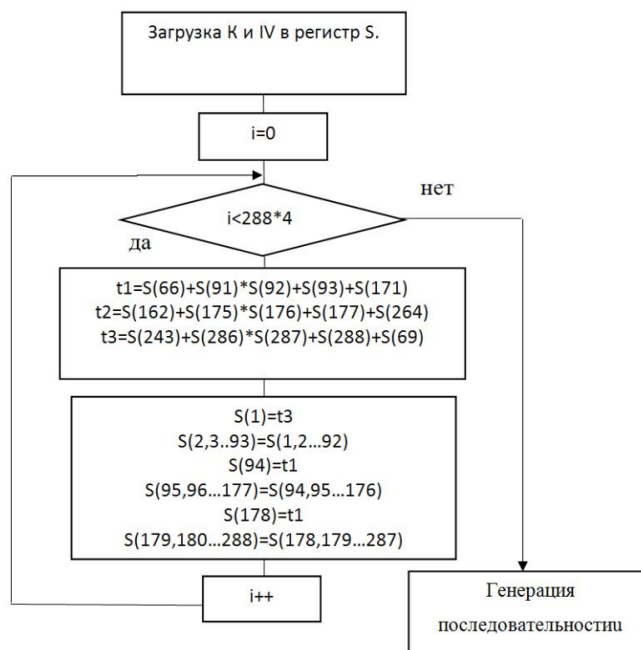 Загрузка K и IV в регистр S.
i=0
i<288*4
нет
да
t1=S(66)+S(91)*S(92)+S(93)+S(171)
t2=S(162)+S(175)*S(176)+S(177)+S(264)
t3=S(243)+S(286)*S(287)+S(288)+S(69)
S(1)=t3
S(2,3..93)=S(1,2...92)
S(94)=t1
S(95,96...177)=S(94,95...176)
S(178)=t1
S(179,180...288)=S(178,179...287)
i++
Генерация
последовательностиu